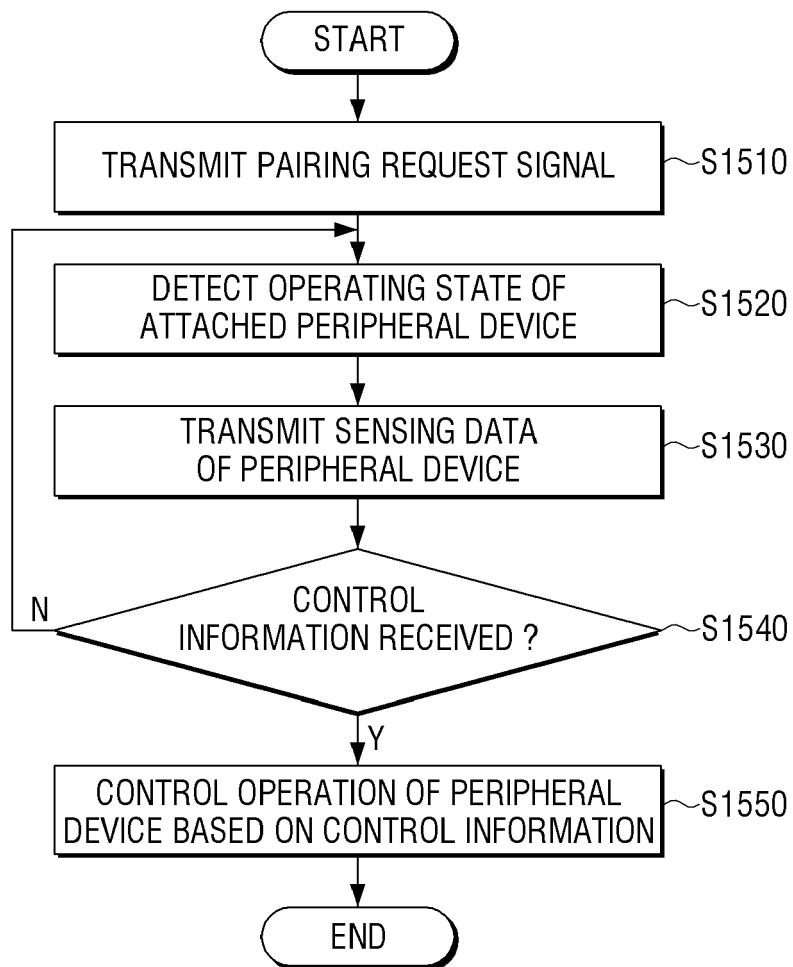 START
TRANSMIT PAIRING REQUEST SIGNAL
S1510
DETECT OPERATING STATE OF
ATTACHED PERIPHERAL DEVICE
S1520
TRANSMIT SENSING DATA
OF PERIPHERAL DEVICE
S1530
N
CONTROL
INFORMATION RECEIVED ?
S1540
Y
CONTROL OPERATION OF PERIPHERAL
DEVICE BASED ON CONTROL INFORMATION
S1550
END